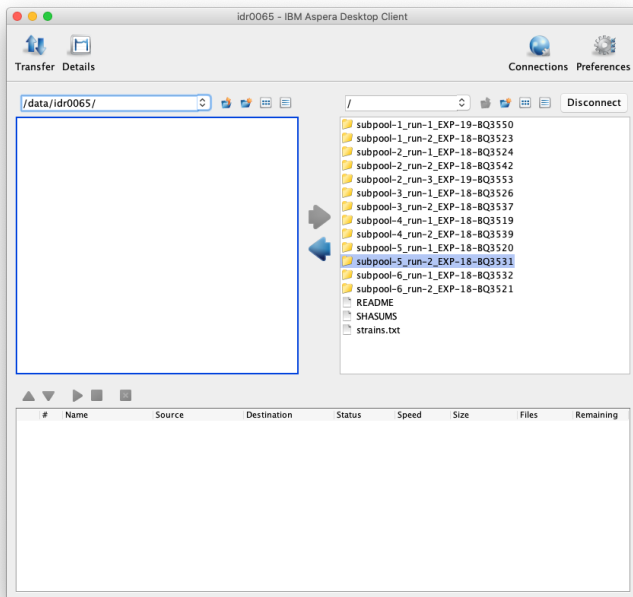 idr0065 - IBM Aspera Desktop Client
Transfer Details Connections Preferences
/data/idr0065/ / Disconnect
subpool-1_run-1_EXP-19-BQ3550
subpool-1_run-2_EXP-18-BQ3523
subpool-2_run-1_EXP-18-BQ3524
subpool-2_run-2_EXP-18-BQ3542
subpool-2_run-3_EXP-19-BQ3553
subpool-3_run-1_EXP-18-BQ3526
subpool-3_run-2_EXP-18-BQ3537
subpool-4_run-1_EXP-18-BQ3519
subpool-4_run-2_EXP-18-BQ3539
subpool-5_run-1_EXP-18-BQ3520
subpool-5_run-2_EXP-18-BQ3531
subpool-6_run-1_EXP-18-BQ3532
subpool-6_run-2_EXP-18-BQ3521
README
SHASUMS
strains.txt
# Name Source Destination Status Speed Size Files Remaining